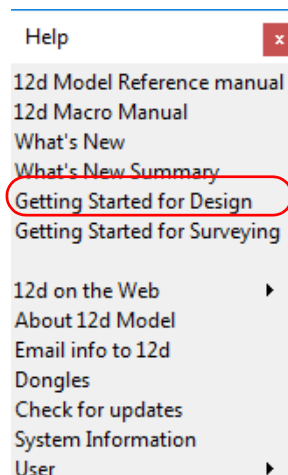 Help
x
12d Model Reference manual
12d Macro Manual
What's New
What's New Summary
Getting Started for Design
Getting Started for Surveying
12d on the Web
About 12d Model
Email info to 12d
Dongles
Check for updates
System Information
User